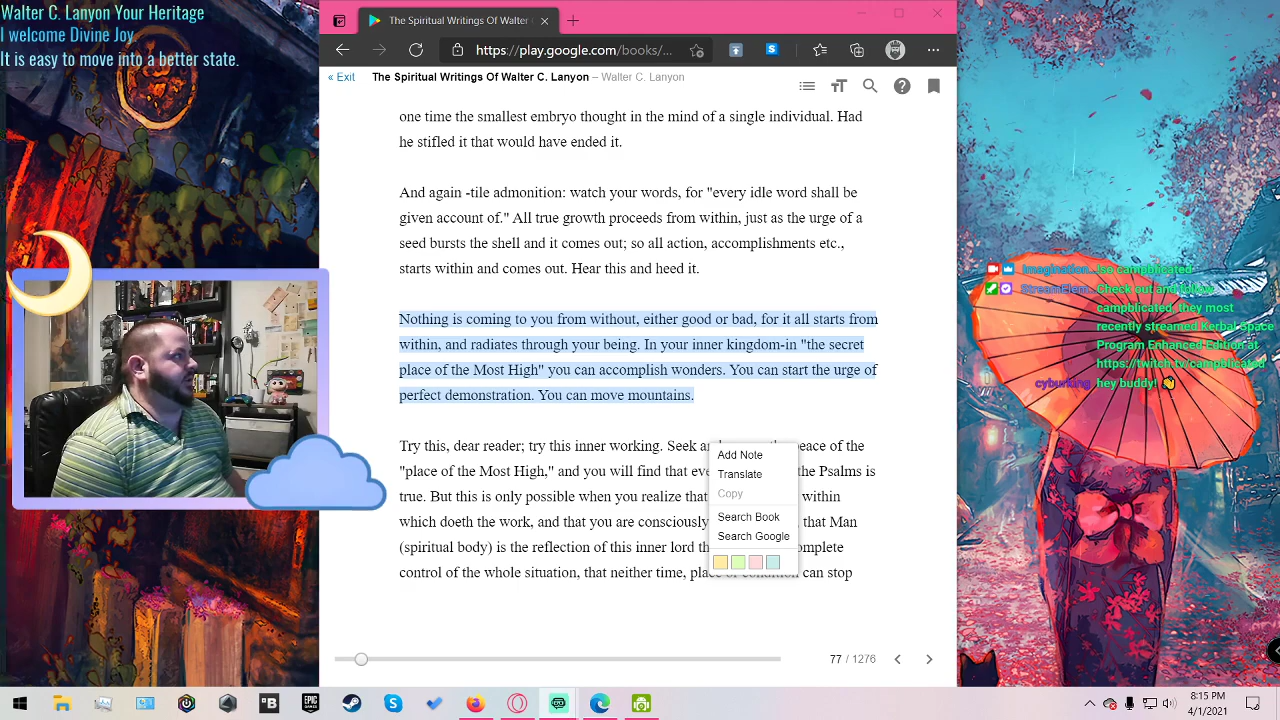 Walter C. Lanyon Your Heritage
I welcome Divine Joy
It is easy to move into a better state.
The Spiritual Writings Of Walter
https://play.google.com/books/...
« Exit
The Spiritual Writings Of Walter C. Lanyon – Walter C. Lanyon
one time the smallest embryo thought in the mind of a single individual. Had
he stifled it that would have ended it.
And again -tile admonition: watch your words, for "every idle word shall be
given account of." All true growth proceeds from within, just as the urge of a
seed bursts the shell and it comes out; so all action, accomplishments etc.,
starts within and comes out. Hear this and heed it.
Nothing is coming to you from without, either good or bad, for it all starts from
within, and radiates through your being. In your inner kingdom-in "the secret
place of the Most High" you can accomplish wonders. You can start the urge of
perfect demonstration. You can move mountains.
Try this, dear reader; try this inner working. Seek peace of the
"place of the Most High," and you will find that the Psalms is
true. But this is only possible when you realize that within
which doeth the work, and that you are consciously that Man
(spiritual body) is the reflection of this inner lord complete
control of the whole situation, that neither time, place or condition can stop
Add Note
Translate
Copy
Search Book
Search Google
77 / 1276
Imagination... !so campblicated
StreamElem... Check out and follow
campblicated, they most
recently streamed Kerbal Space
Program Enhanced Edition at
https://twitch.tv/campblicated
cyburking hey buddy!
EPIC
GAMES
8:15 PM
4/1/2021